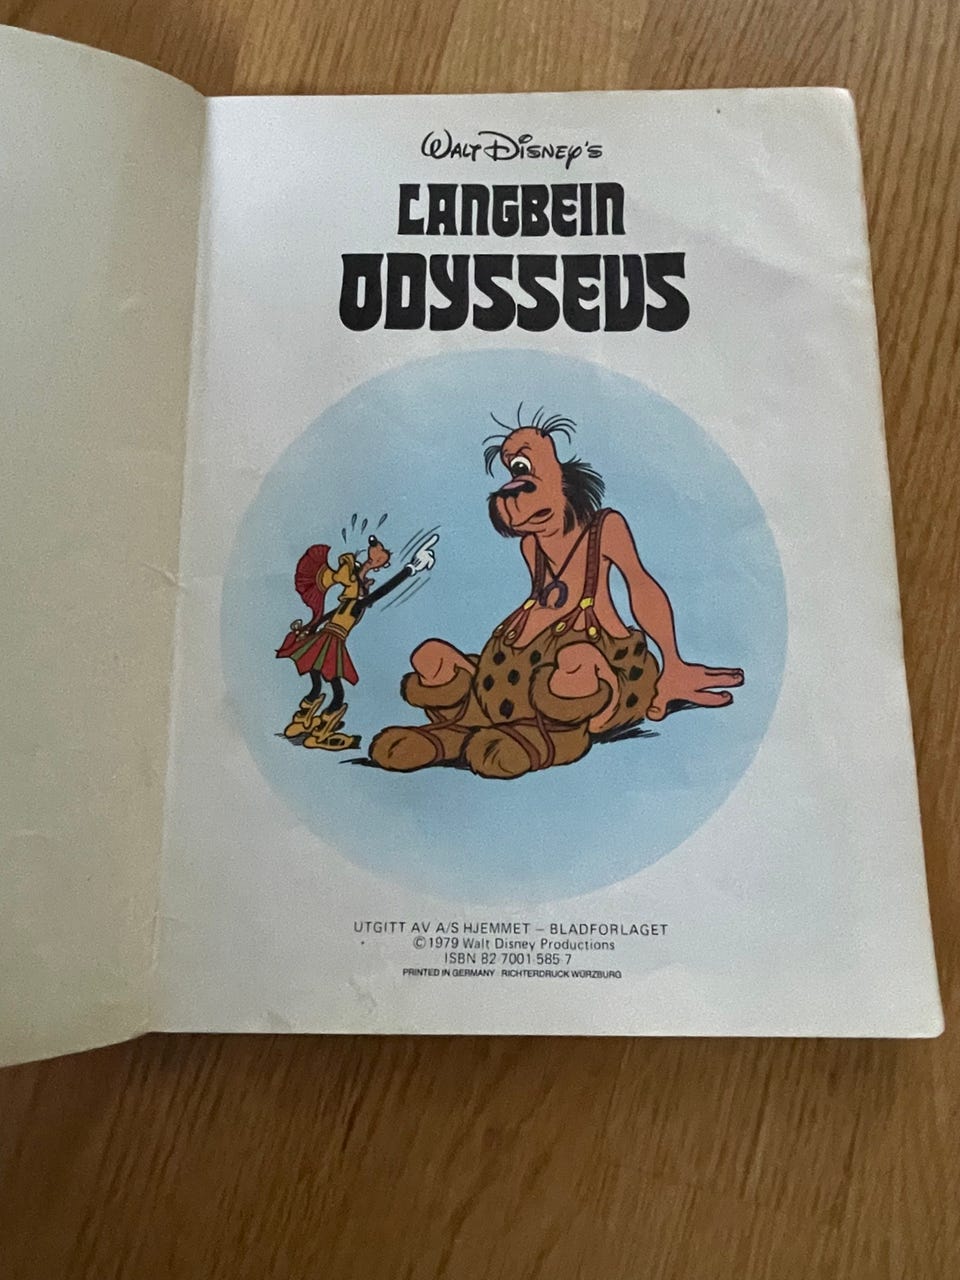 WALT DISNEY'S
LANGBEIN
ODYSSEUS
UTGITT AV A/S HJEMMET – BLADFORLAGET
©1979 Walt Disney Productions
ISBN 82 7001 585 7
PRINTED IN GERMANY RICHTERDRUCK WÜRZBURG